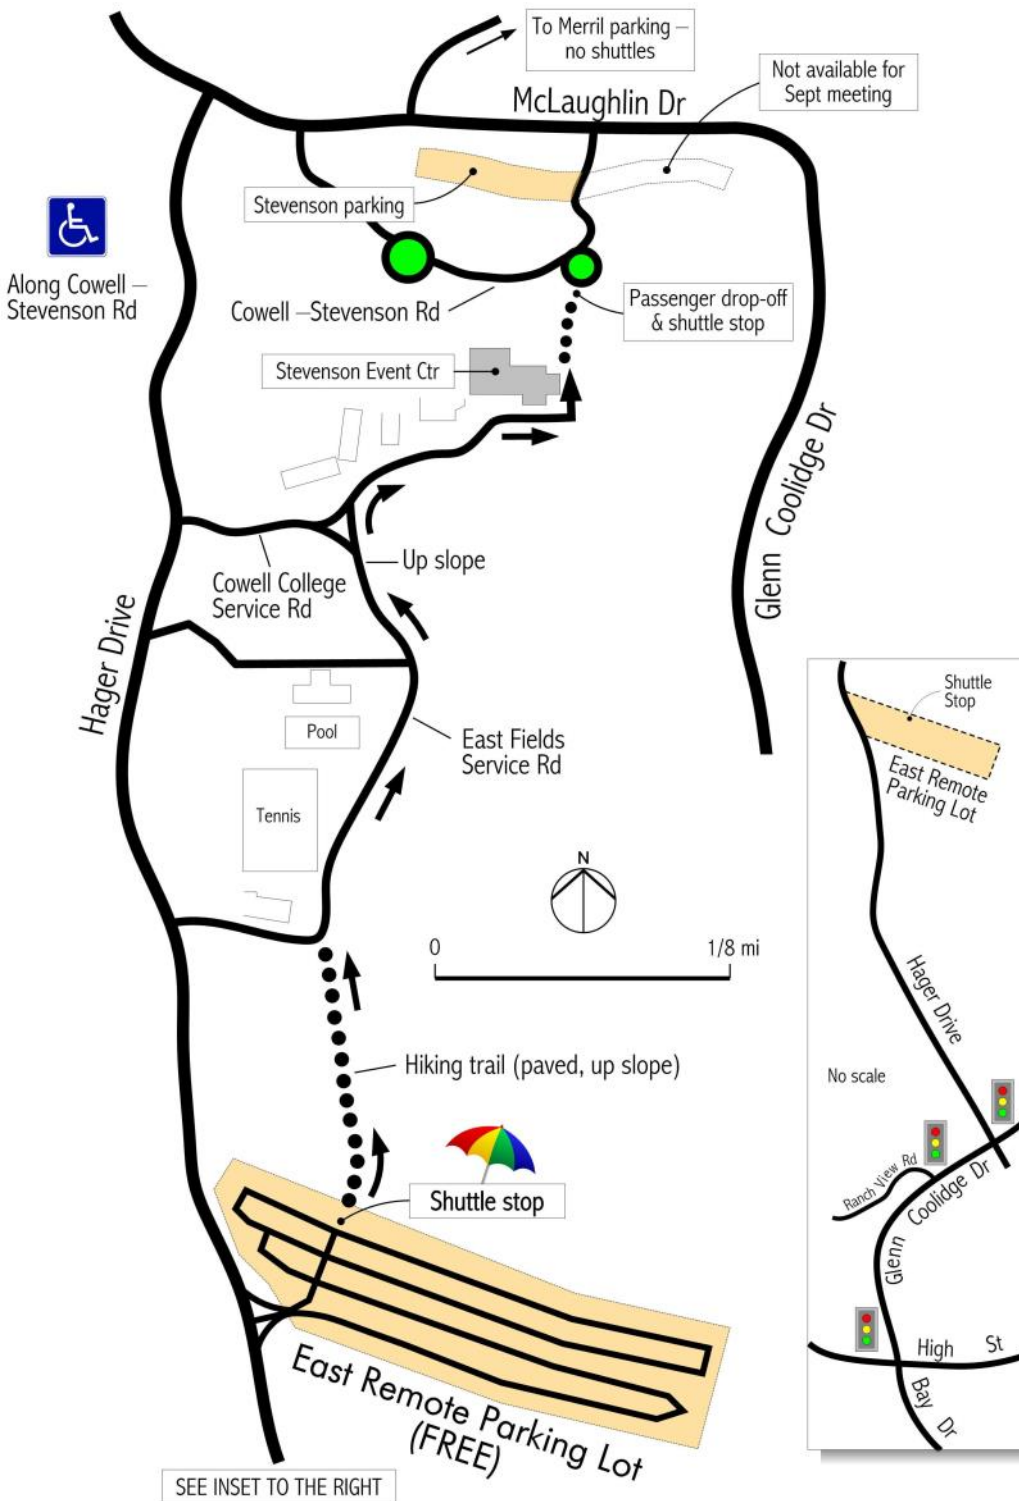 To Merril parking –
no shuttles
Not available for
Sept meeting
McLaughlin Dr
Stevenson parking
Along Cowell –
Stevenson Rd
Cowell –Stevenson Rd
Passenger drop-off
& shuttle stop
Stevenson Event Ctr
Glenn Coolidge Dr
Up slope
Cowell College
Service Rd
Hager Drive
Pool
East Fields
Service Rd
Tennis
N
0 1/8 mi
Hiking trail (paved, up slope)
Shuttle stop
East Remote Parking Lot
(FREE)
SEE INSET TO THE RIGHT
Shuttle
Stop
East Remote
Parking Lot
Hager Drive
No scale
Ranch View Rd
Glenn Coolidge Dr
High St
Bay Dr